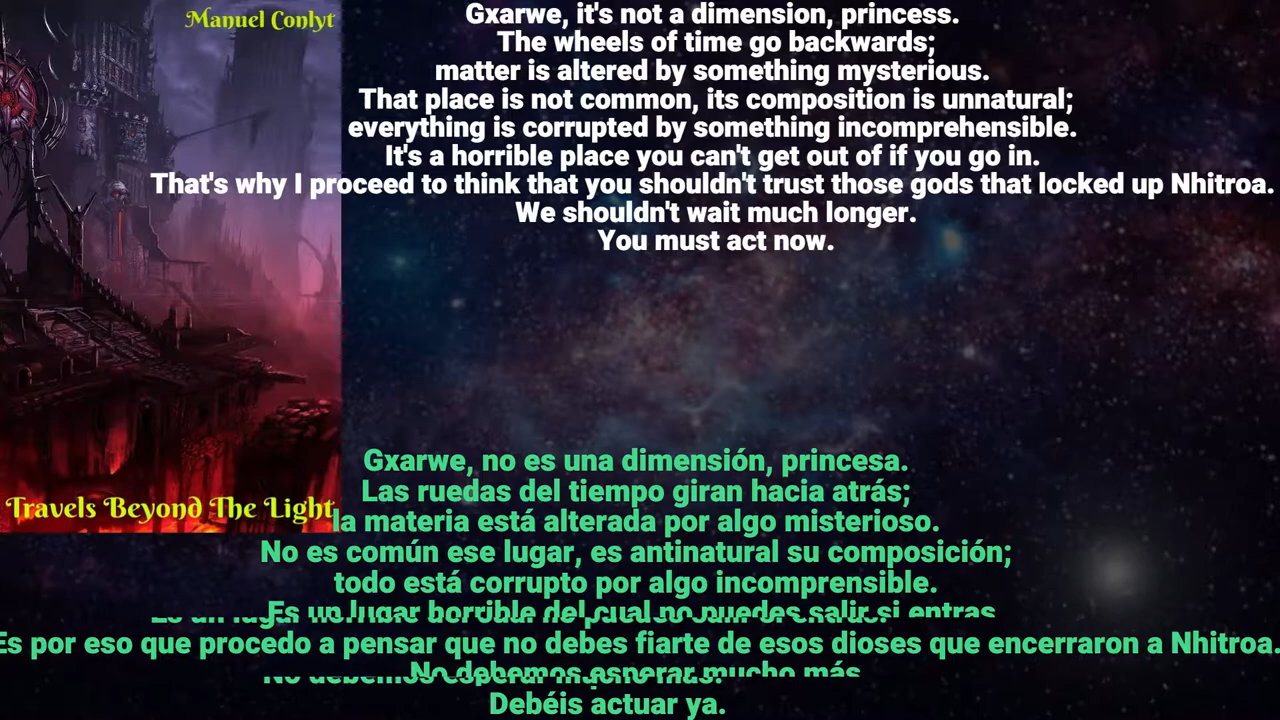 Manuel Conlyt
Gxarwe, it's not a dimension, princess.
The wheels of time go backwards;
matter is altered by something mysterious.
That place is not common, its composition is unnatural;
everything is corrupted by something incomprehensible.
It's a horrible place you can't get out of if you go in.
That's why I proceed to think that you shouldn't trust those gods that locked up Nhitroa.
We shouldn't wait much longer.
You must act now.
Travels Beyond The Light
Gxarwe, no es una dimensión, princesa.
Las ruedas del tiempo giran hacia atrás;
la materia está alterada por algo misterioso.
No es común ese lugar, es antinatural su composición;
todo está corrupto por algo incomprensible.
Es un lugar horrible del cual no puedes salir si entras
Es por eso que procedo a pensar que no debes fiarte de esos dioses que encerraron a Nhitroa.
No debemos esperar mucho más.
Debéis actuar ya.